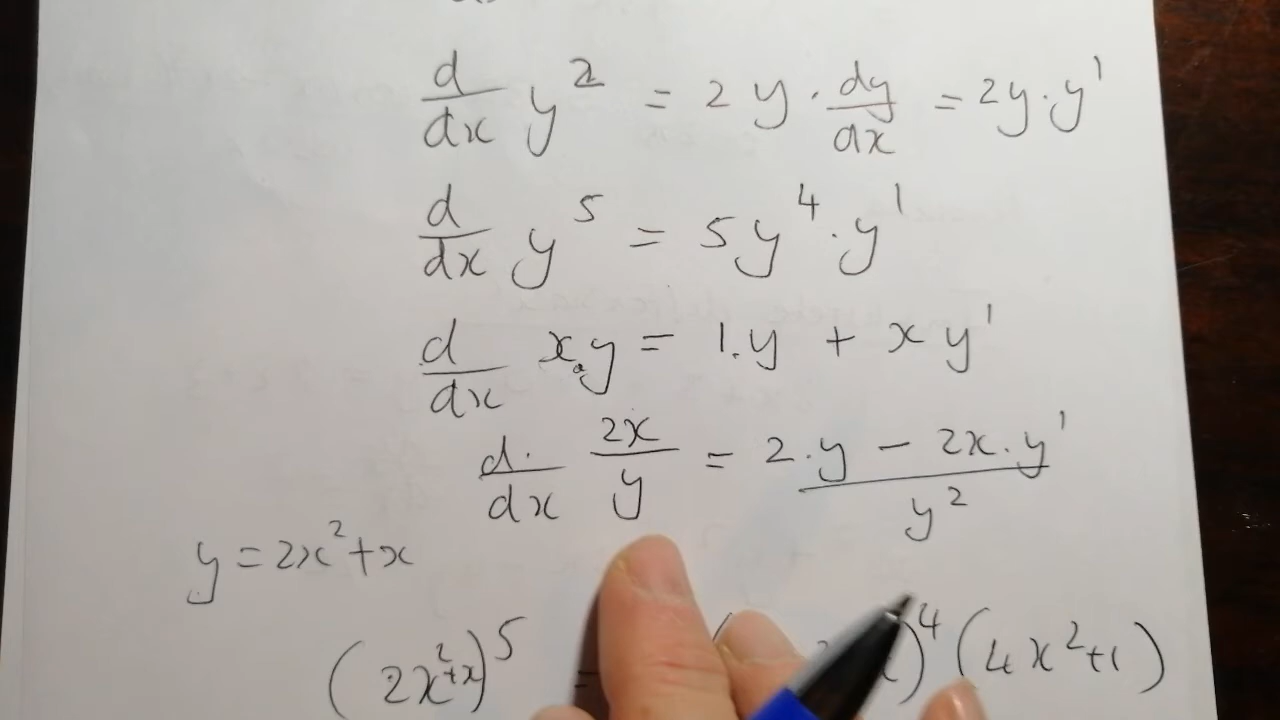 d/dx y² = 2y · dy/dx = 2y · y'
d/dx y⁵ = 5y⁴ · y'
d/dx x.y = 1.y + x y'
d/dx 2x/y = (2.y − 2x.y')/y²
y = 2x² + x
(2x²+x)⁵ = )⁴ (4x²+1)